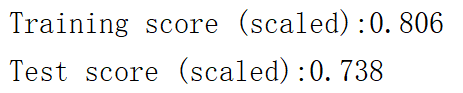 Training score (scaled):0.806
Test score (scaled):0.738